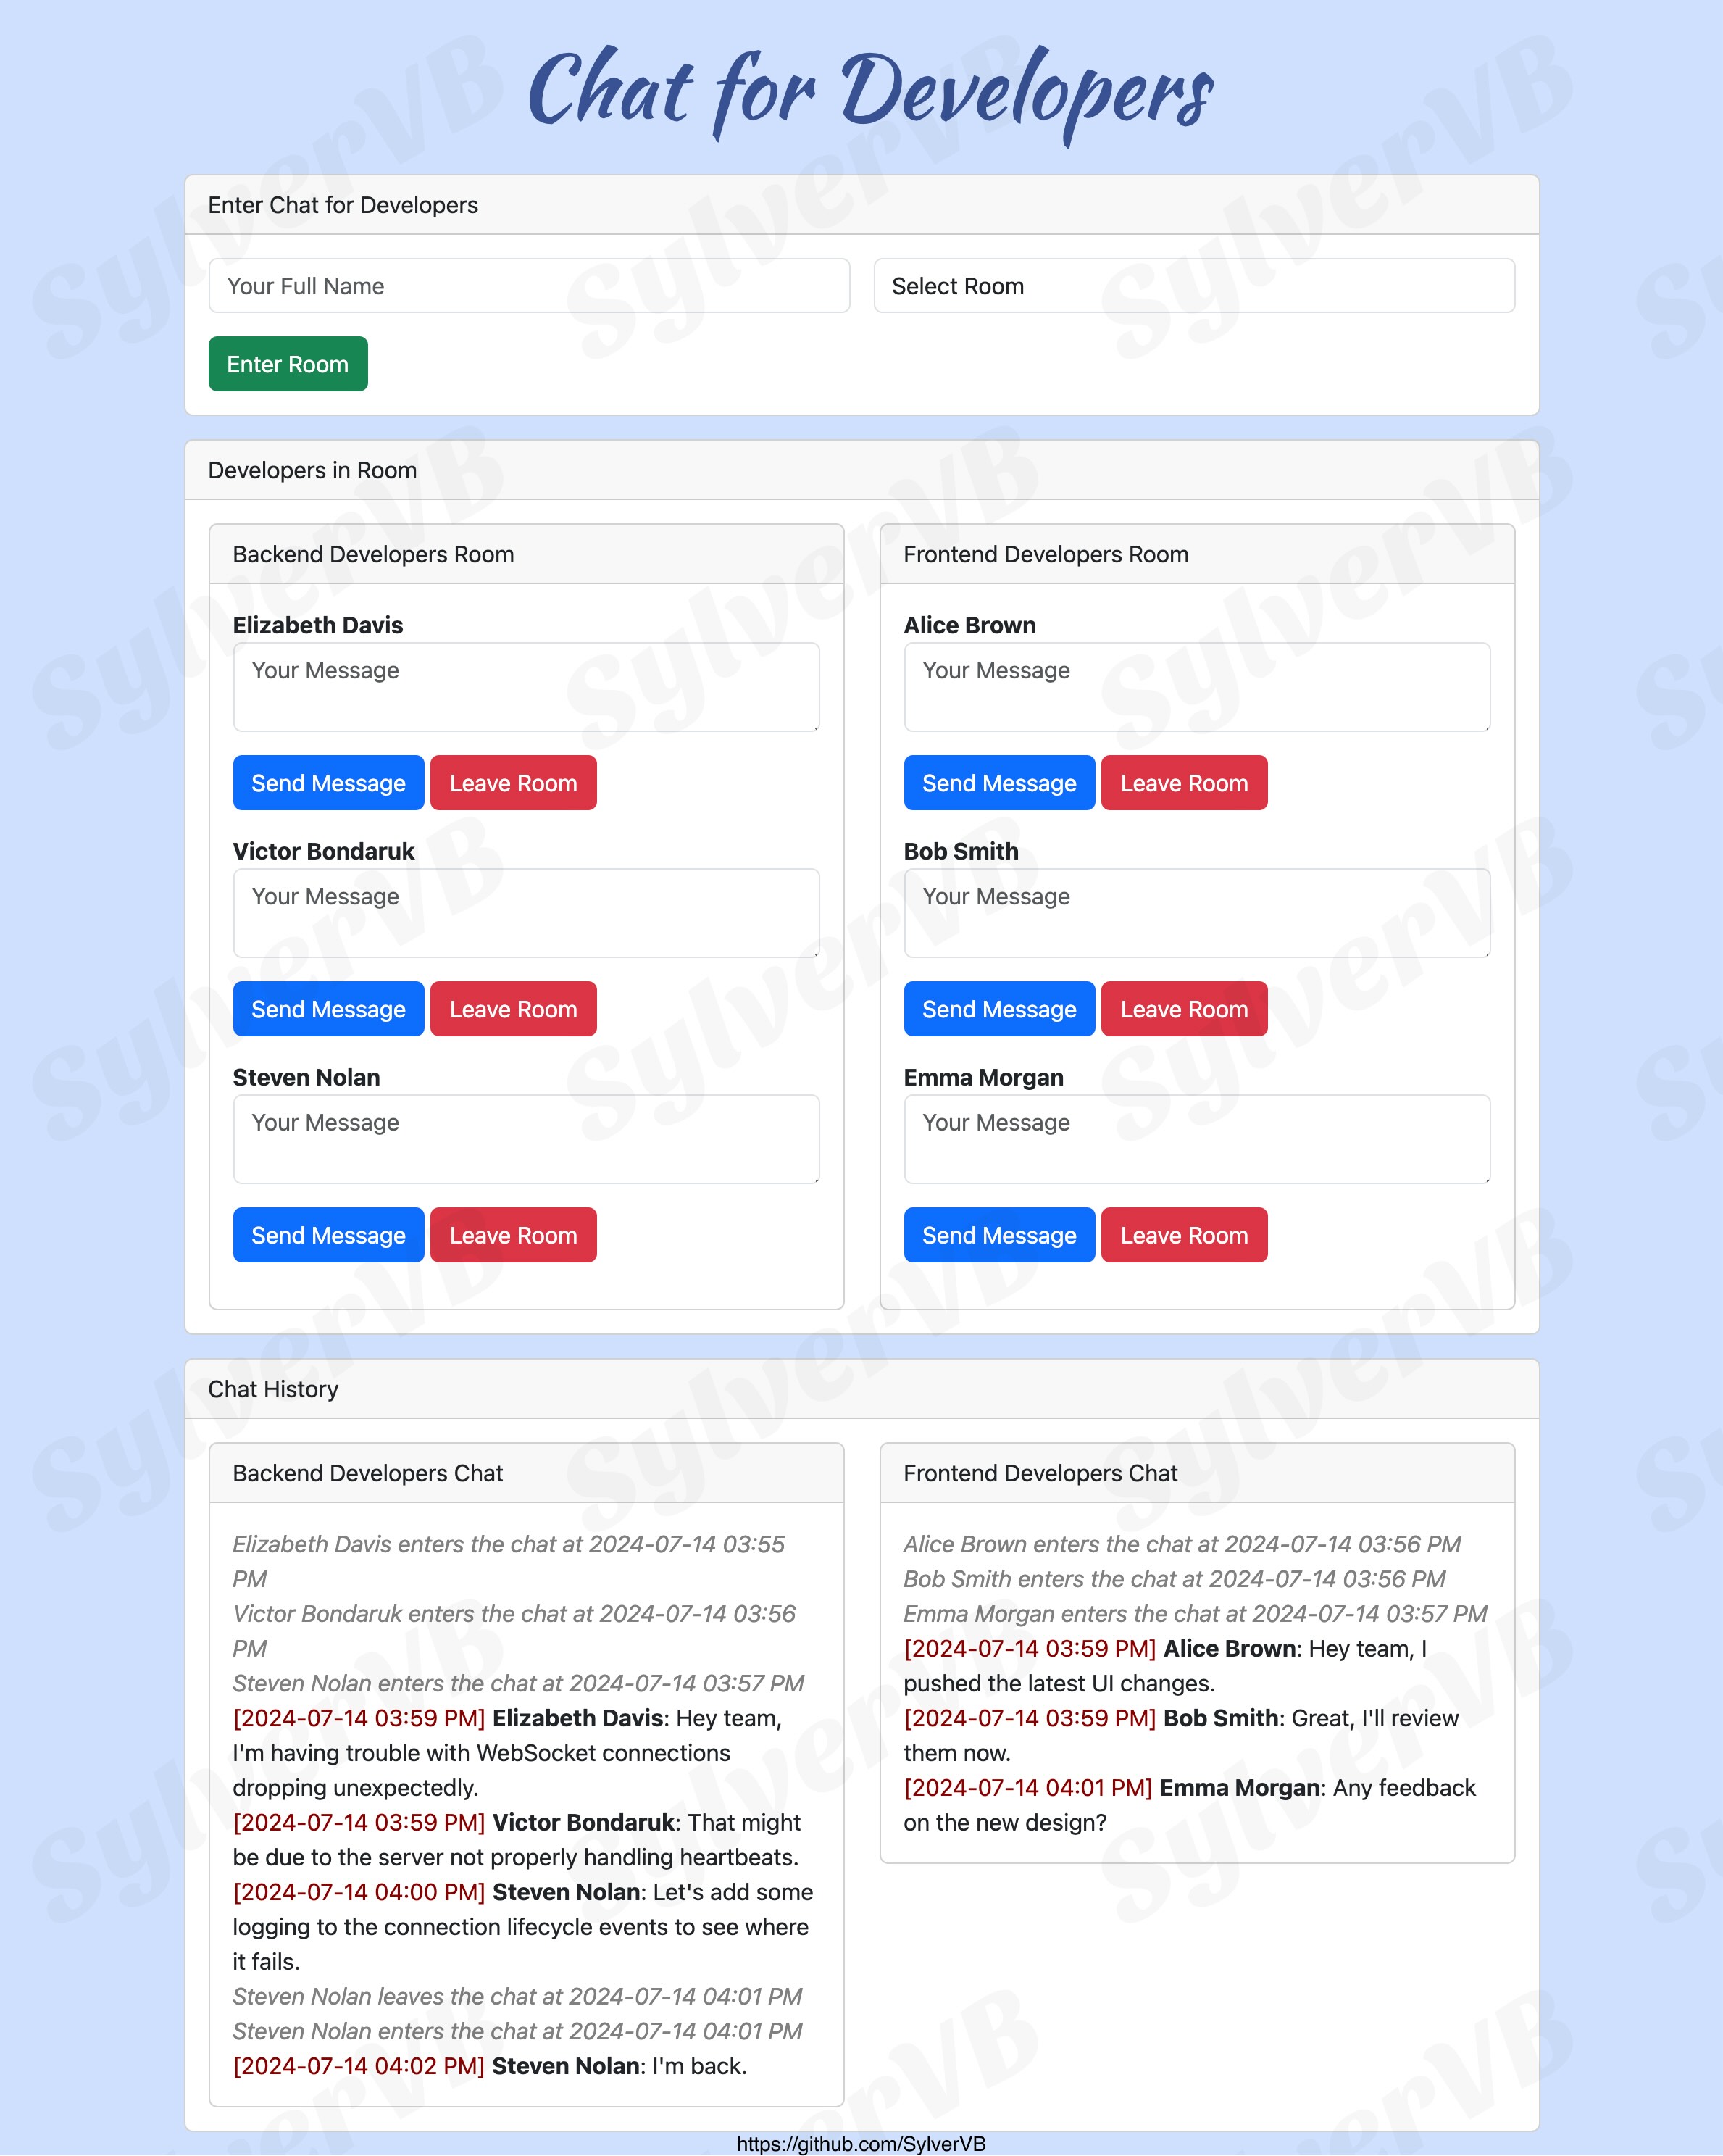 Chat for Developers
Enter Chat for Developers
Your Full Name
Select Room
Enter Room
Developers in Room
Backend Developers Room
Elizabeth Davis
Your Message
Send Message Leave Room
Victor Bondaruk
Your Message
Send Message Leave Room
Steven Nolan
Your Message
Send Message Leave Room
Frontend Developers Room
Alice Brown
Your Message
Send Message Leave Room
Bob Smith
Your Message
Send Message Leave Room
Emma Morgan
Your Message
Send Message Leave Room
Chat History
Backend Developers Chat
Elizabeth Davis enters the chat at 2024-07-14 03:55
PM
Victor Bondaruk enters the chat at 2024-07-14 03:56
PM
Steven Nolan enters the chat at 2024-07-14 03:57 PM
[2024-07-14 03:59 PM] Elizabeth Davis: Hey team,
I'm having trouble with WebSocket connections
dropping unexpectedly.
[2024-07-14 03:59 PM] Victor Bondaruk: That might
be due to the server not properly handling heartbeats.
[2024-07-14 04:00 PM] Steven Nolan: Let's add some
logging to the connection lifecycle events to see where
it fails.
Steven Nolan leaves the chat at 2024-07-14 04:01 PM
Steven Nolan enters the chat at 2024-07-14 04:01 PM
[2024-07-14 04:02 PM] Steven Nolan: I'm back.
Frontend Developers Chat
Alice Brown enters the chat at 2024-07-14 03:56 PM
Bob Smith enters the chat at 2024-07-14 03:56 PM
Emma Morgan enters the chat at 2024-07-14 03:57 PM
[2024-07-14 03:59 PM] Alice Brown: Hey team, I
pushed the latest UI changes.
[2024-07-14 03:59 PM] Bob Smith: Great, I'll review
them now.
[2024-07-14 04:01 PM] Emma Morgan: Any feedback
on the new design?
https://github.com/SylverVB
SylverVB